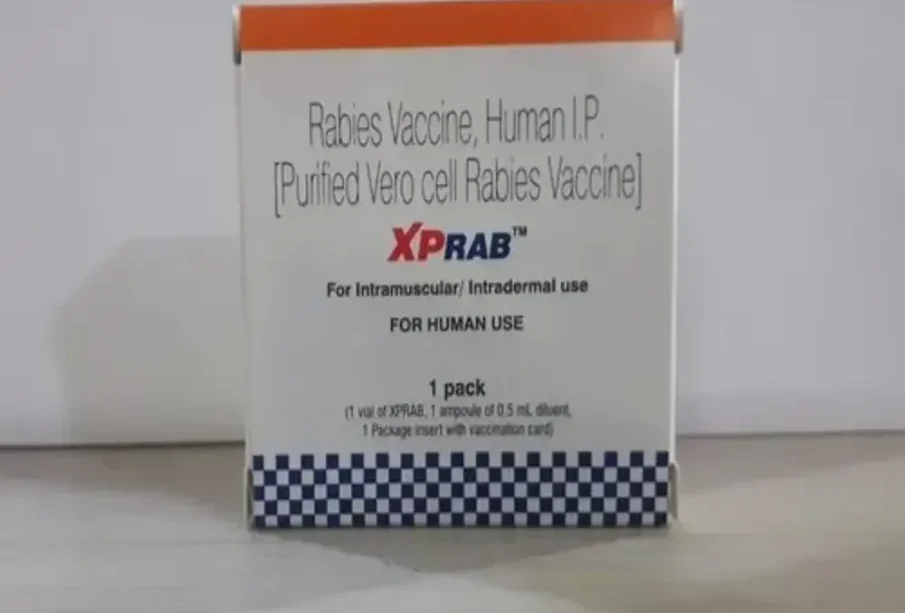 Rabies Vaccine, Human I.P.
[Purified Vero cell Rabies Vaccine]
XPRAB™
For Intramuscular/ Intradermal use
FOR HUMAN USE
1 pack
(1 vial of XPRAB, 1 ampoule of 0.5 mL diluent,
1 Package insert with vaccination card)